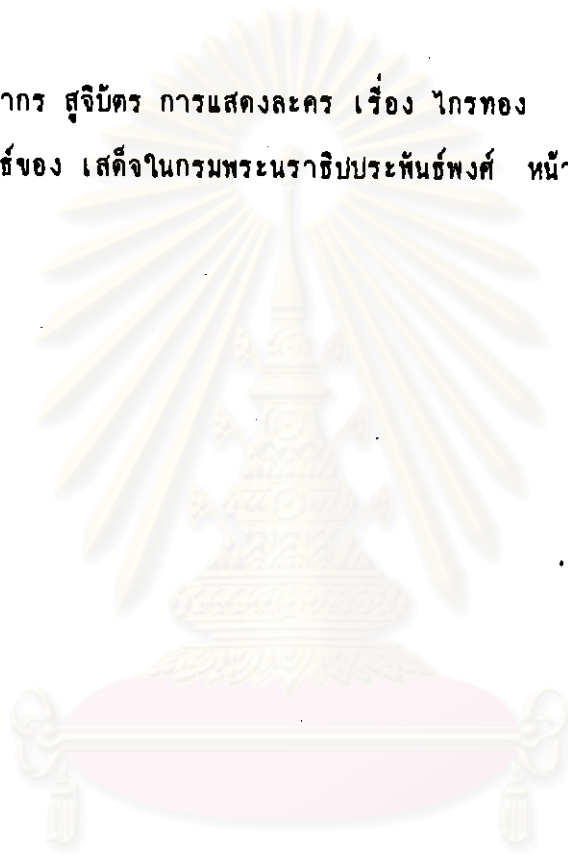 ากร สูจิบัตร การแสดงละคร เรื่อง ไกรทอง
ธ์ของ เสด็จในกรมพระนราธิปประพันธ์พงศ์ หน้า